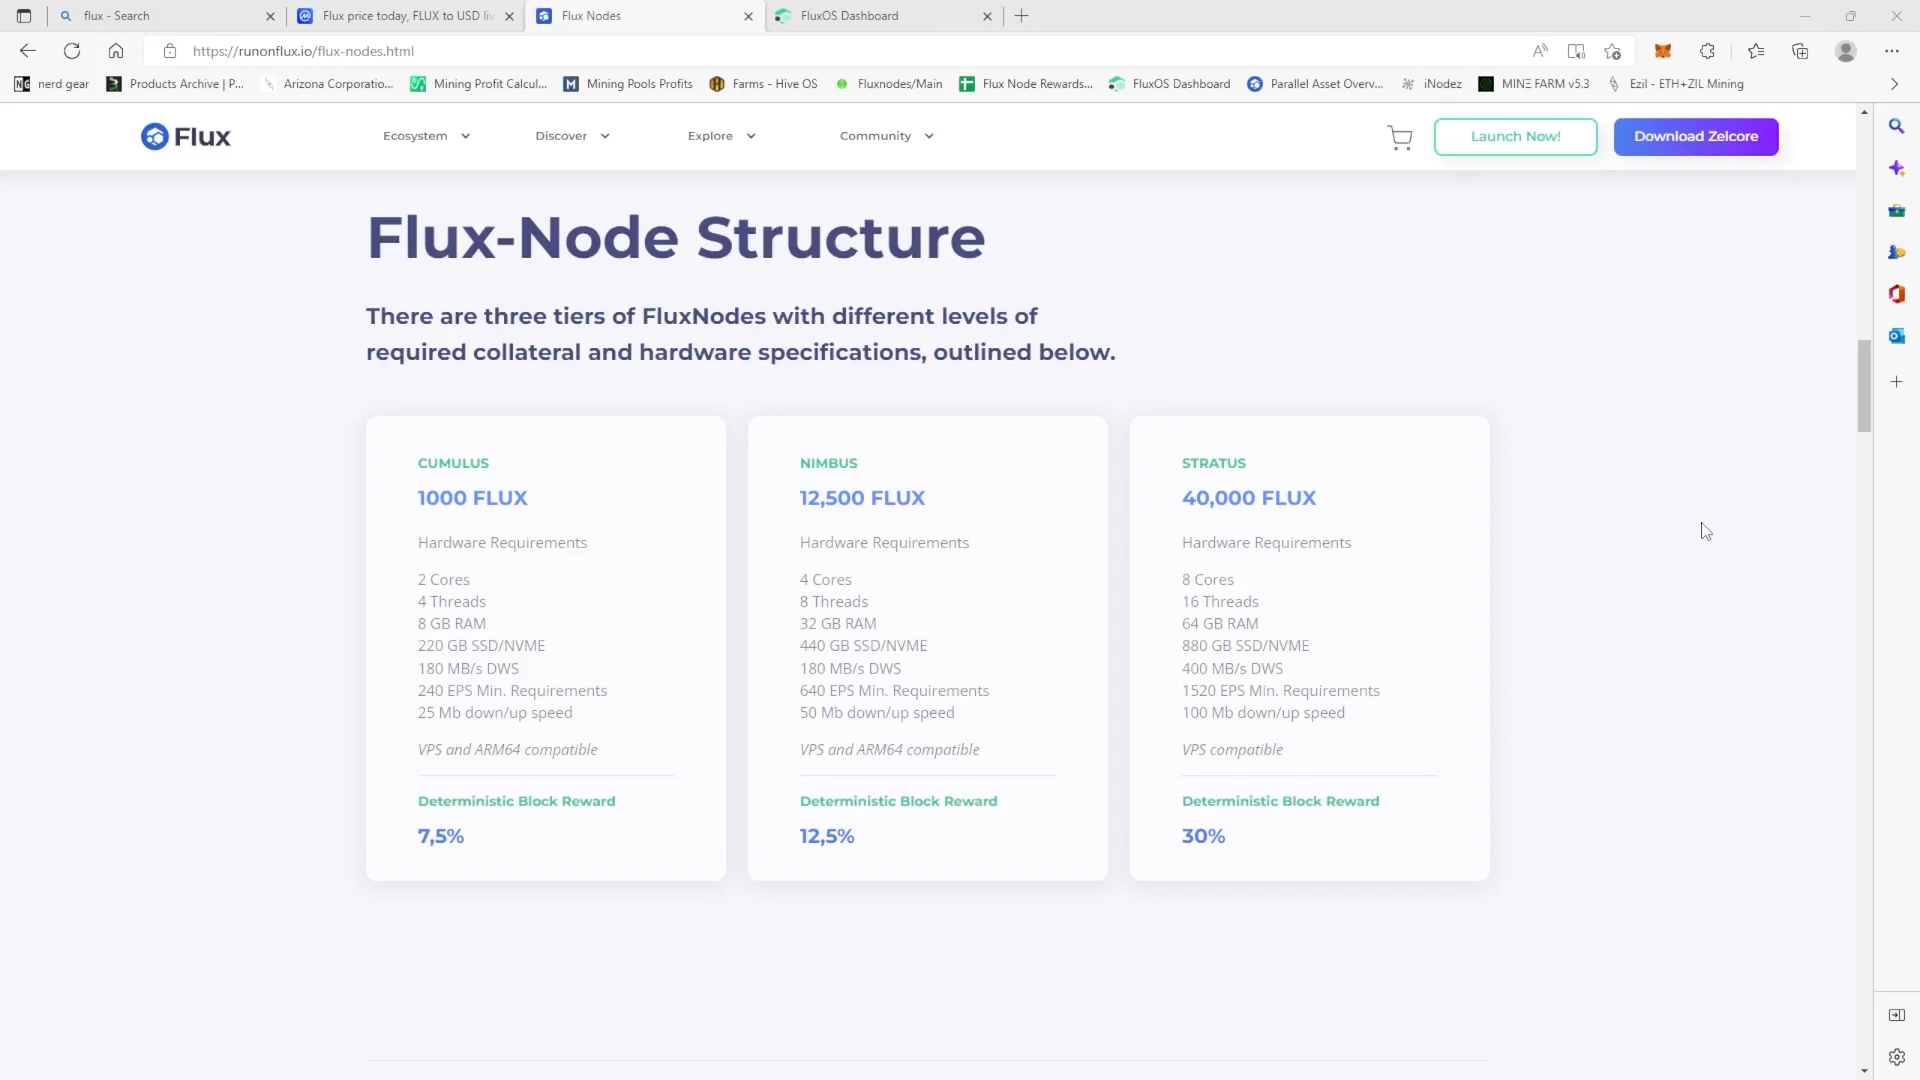 flux - Search
Flux price today, FLUX to USD liv
Flux Nodes
FluxOS Dashboard
https://runonflux.io/flux-nodes.html
nerd gear
Products Archive | P...
Arizona Corporatio...
Mining Profit Calcul...
Mining Pools Profits
Farms - Hive OS
Fluxnodes/Main
Flux Node Rewards...
FluxOS Dashboard
Parallel Asset Overv...
iNodez
MINE FARM v5.3
Ezil - ETH+ZIL Mining
Flux
Ecosystem
Discover
Explore
Community
Launch Now!
Download Zelcore
Flux-Node Structure
There are three tiers of FluxNodes with different levels of
required collateral and hardware specifications, outlined below.
CUMULUS
1000 FLUX
Hardware Requirements
2 Cores
4 Threads
8 GB RAM
220 GB SSD/NVME
180 MB/s DWS
240 EPS Min. Requirements
25 Mb down/up speed
VPS and ARM64 compatible
Deterministic Block Reward
7,5%
NIMBUS
12,500 FLUX
Hardware Requirements
4 Cores
8 Threads
32 GB RAM
440 GB SSD/NVME
180 MB/s DWS
640 EPS Min. Requirements
50 Mb down/up speed
VPS and ARM64 compatible
Deterministic Block Reward
12,5%
STRATUS
40,000 FLUX
Hardware Requirements
8 Cores
16 Threads
64 GB RAM
880 GB SSD/NVME
400 MB/s DWS
1520 EPS Min. Requirements
100 Mb down/up speed
VPS compatible
Deterministic Block Reward
30%